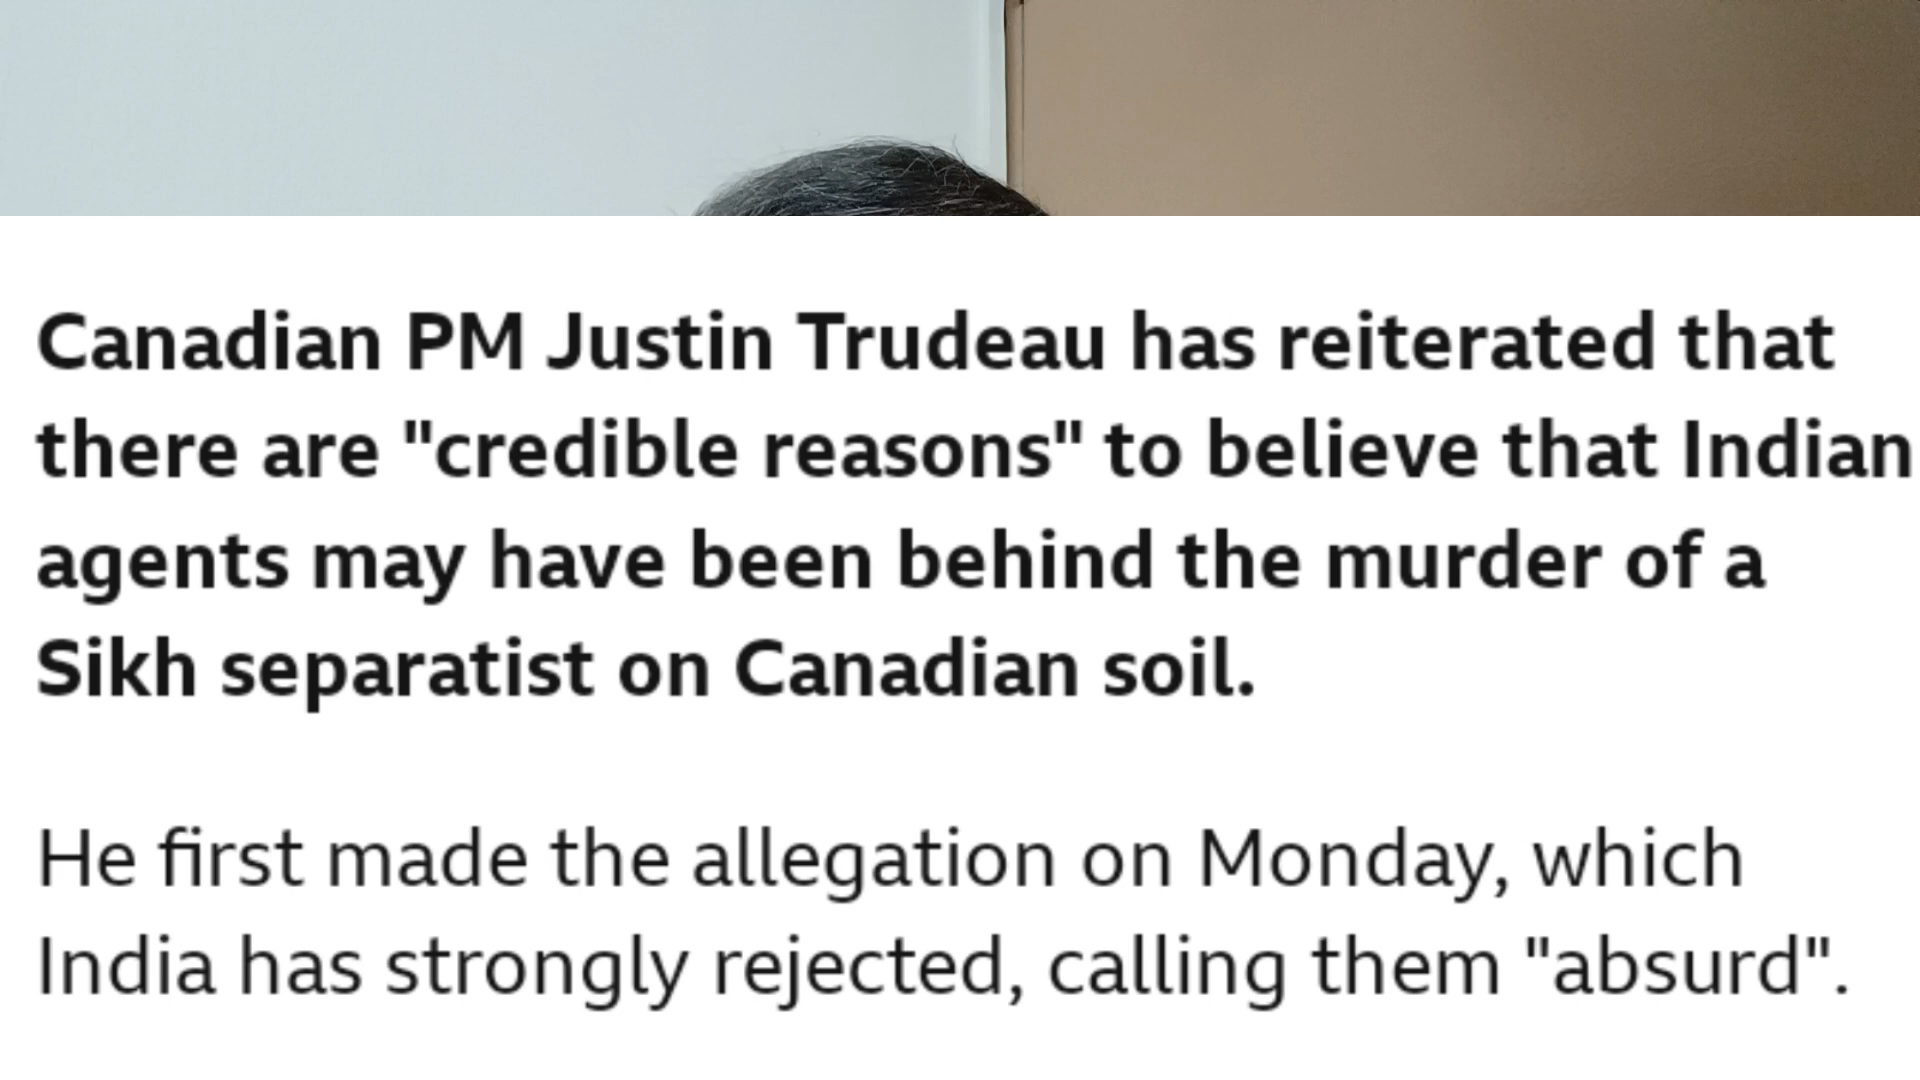 Canadian PM Justin Trudeau has reiterated that
there are "credible reasons" to believe that Indian
agents may have been behind the murder of a
Sikh separatist on Canadian soil.
He first made the allegation on Monday, which
India has strongly rejected, calling them "absurd".